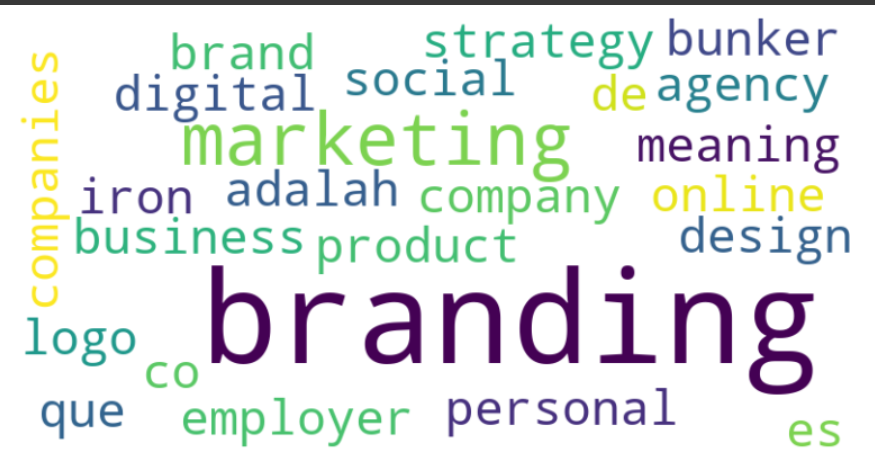 companies
brand
strategy
bunker
digital
social
de
agency
marketing
meaning
iron
adalah
company
online
business
product
design
branding
logo
co
que
employer
personal
es